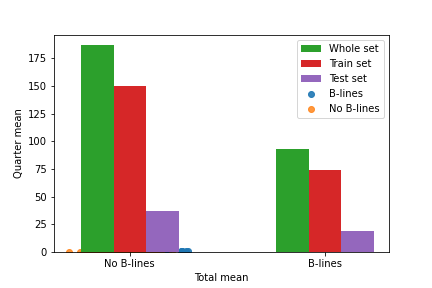 Whole set
Train set
Test set
B-lines
No B-lines
Quarter mean
175
150
125
100
75
50
25
0
No B-lines B-lines
Total mean